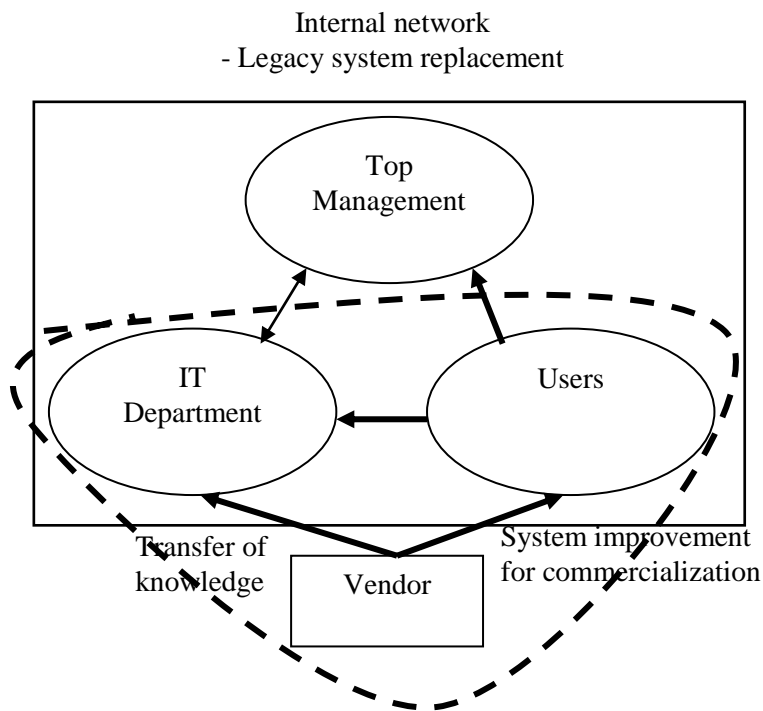 Internal network
- Legacy system replacement
Top
Management
IT
Department
Users
Transfer of
knowledge
Vendor
System improvement
for commercialization